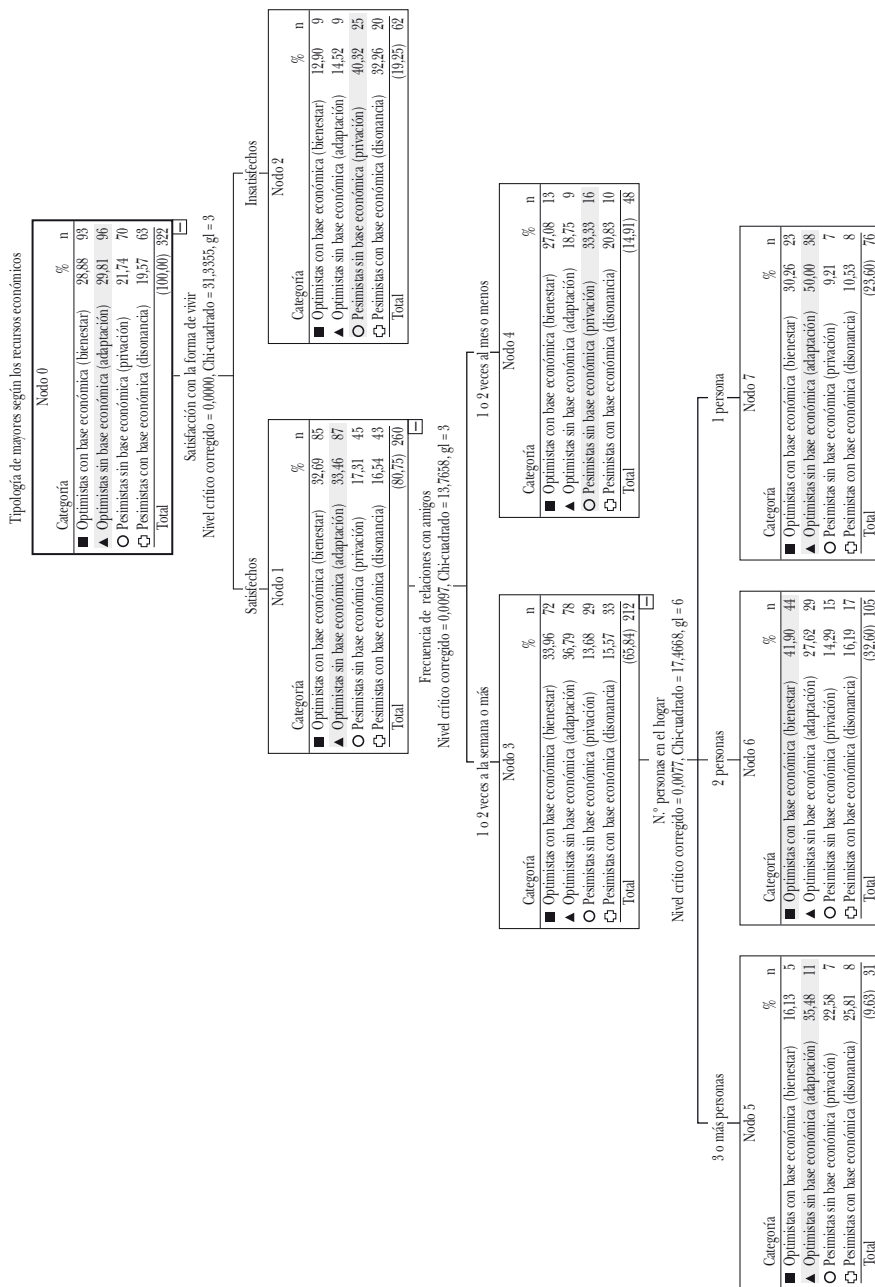 Tipología de mayores según los recursos económicos
Nodo 0
Categoría % n
Optimistas con base económica (bienestar) 28,88 93
Optimistas sin base económica (adaptación) 29,81 96
Pesimistas sin base económica (privación) 21,74 70
Pesimistas con base económica (disonancia) 19,57 63
Total (100,00) 322
Satisfacción con la forma de vivir
Nivel crítico corregido = 0,0000, Chi-cuadrado = 31,3355, gl = 3
Satisfechos
Nodo 1
Categoría % n
Optimistas con base económica (bienestar) 32,69 85
Optimistas sin base económica (adaptación) 33,46 87
Pesimistas sin base económica (privación) 17,31 45
Pesimistas con base económica (disonancia) 16,54 43
Total (80,75) 260
Insatisfechos
Nodo 2
Categoría % n
Optimistas con base económica (bienestar) 12,90 9
Optimistas sin base económica (adaptación) 14,52 9
Pesimistas sin base económica (privación) 40,32 25
Pesimistas con base económica (disonancia) 32,26 20
Total (19,25) 62
Frecuencia de relaciones con amigos
Nivel crítico corregido = 0,0097, Chi-cuadrado = 13,7658, gl = 3
1 o 2 veces a la semana o más
Nodo 3
Categoría % n
Optimistas con base económica (bienestar) 33,96 72
Optimistas sin base económica (adaptación) 36,79 78
Pesimistas sin base económica (privación) 13,68 29
Pesimistas con base económica (disonancia) 15,57 33
Total (65,84) 212
1 o 2 veces al mes o menos
Nodo 4
Categoría % n
Optimistas con base económica (bienestar) 27,08 13
Optimistas sin base económica (adaptación) 18,75 9
Pesimistas sin base económica (privación) 33,33 16
Pesimistas con base económica (disonancia) 20,83 10
Total (14,91) 48
N.º personas en el hogar
Nivel crítico corregido = 0,0077, Chi-cuadrado = 17,4668, gl = 6
3 o más personas
Nodo 5
Categoría % n
Optimistas con base económica (bienestar) 16,13 5
Optimistas sin base económica (adaptación) 35,48 11
Pesimistas sin base económica (privación) 22,58 7
Pesimistas con base económica (disonancia) 25,81 8
Total (9,63) 31
2 personas
Nodo 6
Categoría % n
Optimistas con base económica (bienestar) 41,90 44
Optimistas sin base económica (adaptación) 27,62 29
Pesimistas sin base económica (privación) 14,29 15
Pesimistas con base económica (disonancia) 16,19 17
Total (32,60) 105
1 persona
Nodo 7
Categoría % n
Optimistas con base económica (bienestar) 30,26 23
Optimistas sin base económica (adaptación) 50,00 38
Pesimistas sin base económica (privación) 9,21 7
Pesimistas con base económica (disonancia) 10,53 8
Total (23,60) 76